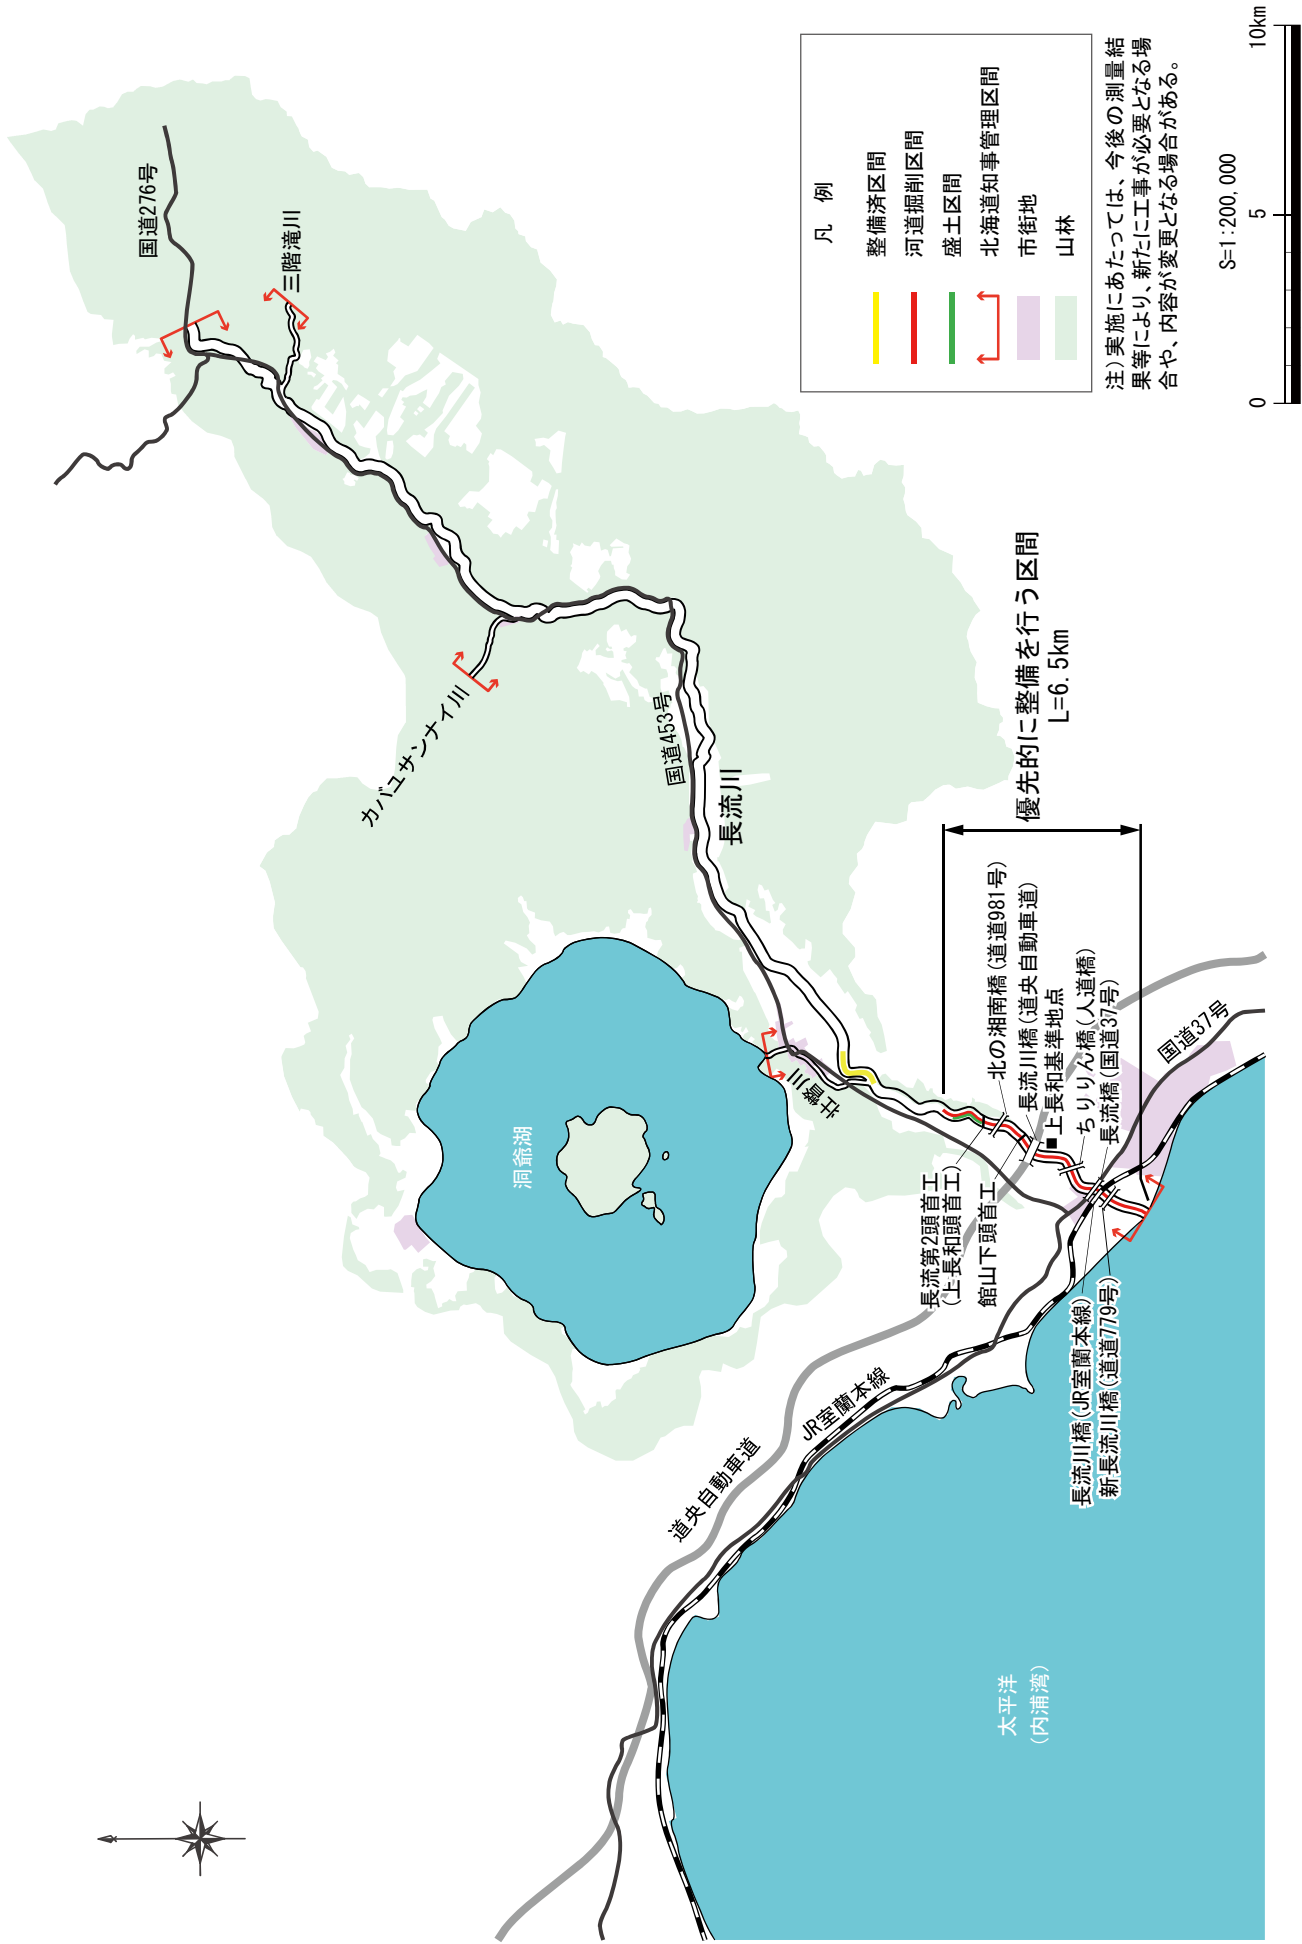 国道276号
三階滝川
カバユサンナイ川
国道453号
長流川
洞爺湖
壮瞥川
優先的に整備を行う区間
L=6.5km
北の湘南橋(道道981号)
長流川橋(道央自動車道)
■上長和基準地点
ちりりん橋(人道橋)
長流橋(国道37号)
国道37号
長流第2頭首工
(上長和頭首工)
館山下頭首工
長流川橋(JR室蘭本線)
新長流川橋(道道779号)
JR室蘭本線
道央自動車道
太平洋
(内浦湾)
凡 例
整備済区間
河道掘削区間
盛土区間
北海道知事管理区間
市街地
山林
注)実施にあたっては、今後の測量結
果等により、新たに工事が必要となる場
合や、内容が変更となる場合がある。
S=1:200,000
0 5 10km